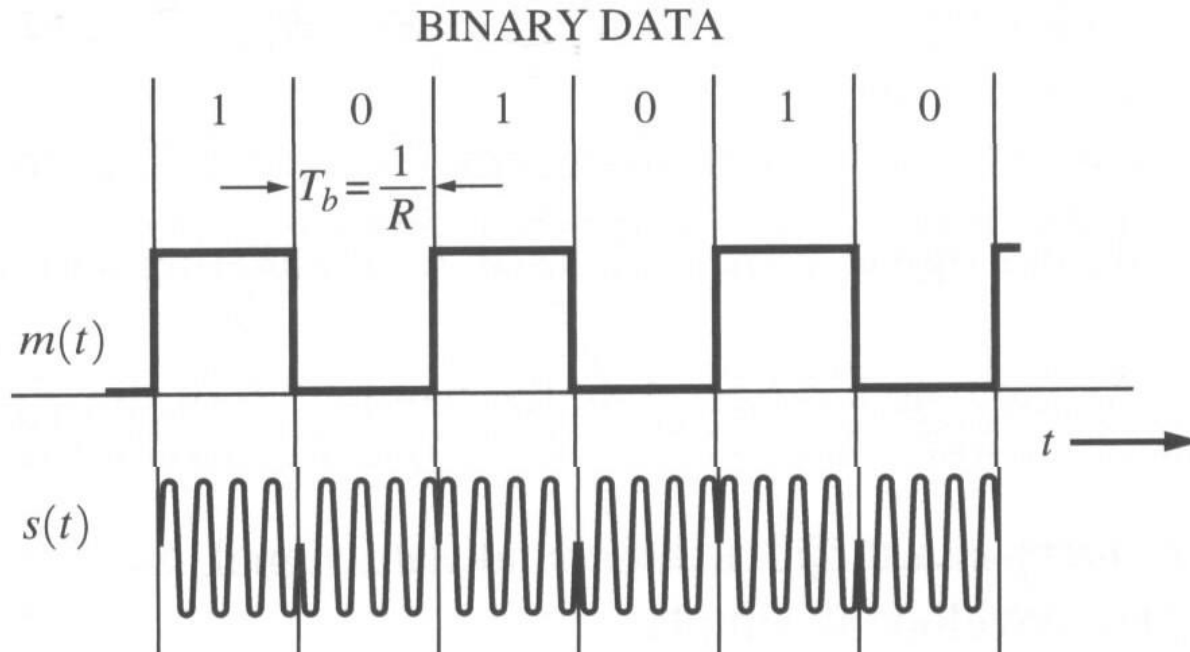 BINARY DATA
1 0 1 0 1 0
T_b = 1/R
m(t)
t
s(t)